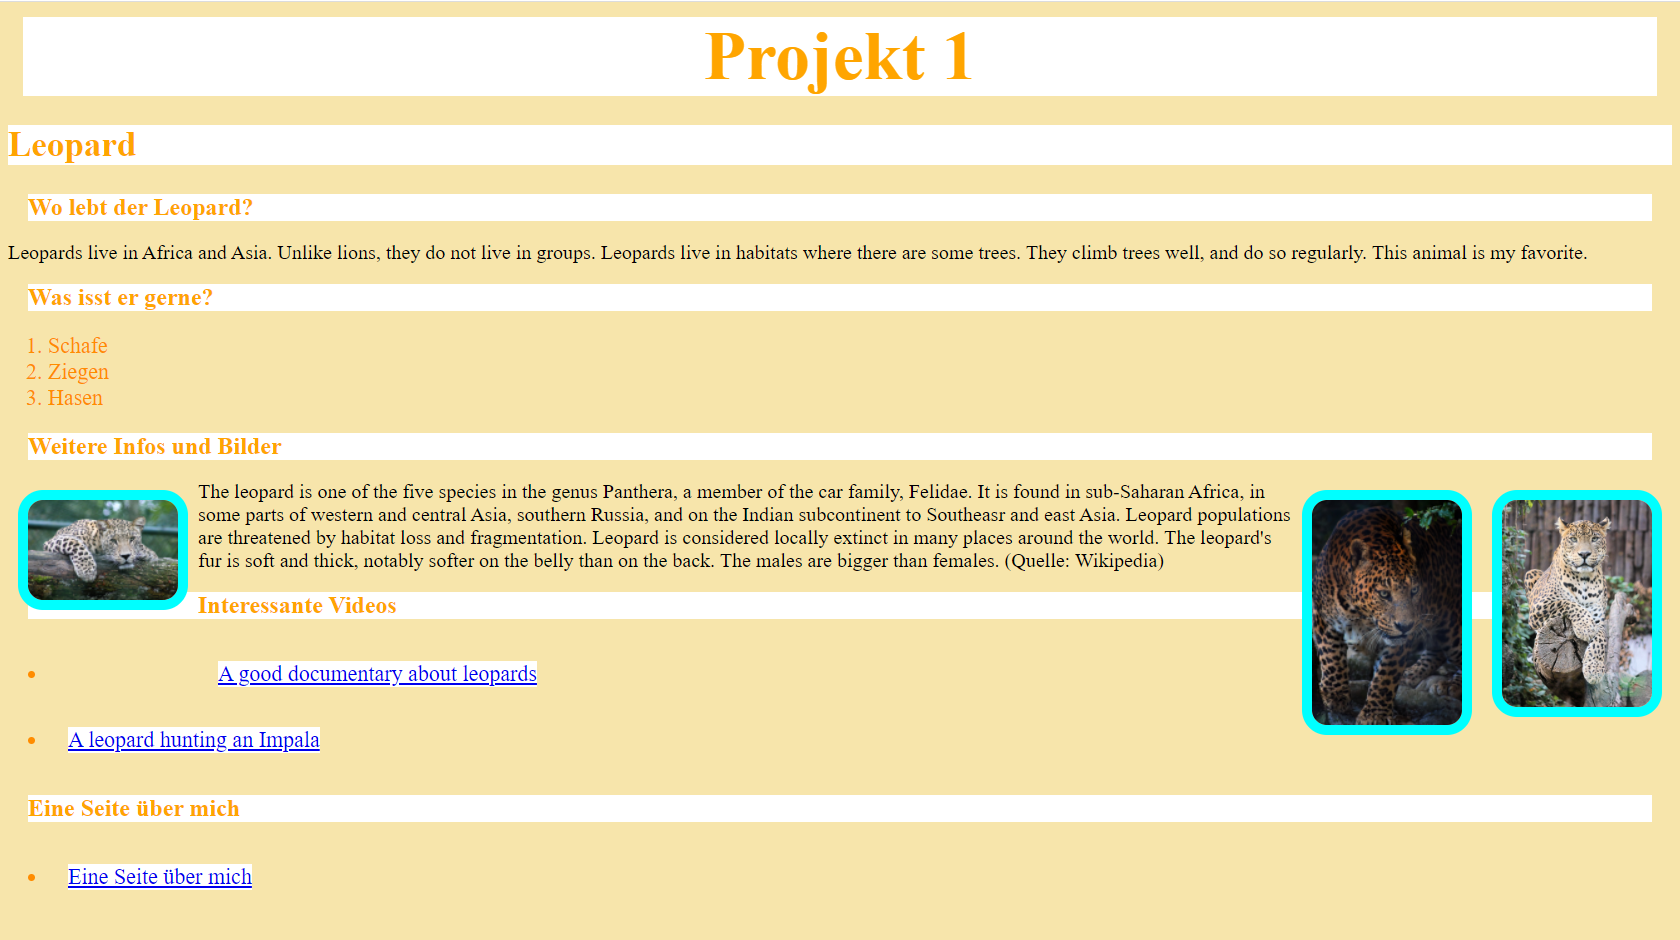 Projekt 1
Leopard
Wo lebt der Leopard?
Leopards live in Africa and Asia. Unlike lions, they do not live in groups. Leopards live in habitats where there are some trees. They climb trees well, and do so regularly. This animal is my favorite.
Was isst er gerne?
1. Schafe
2. Ziegen
3. Hasen
Weitere Infos und Bilder
The leopard is one of the five species in the genus Panthera, a member of the car family, Felidae. It is found in sub-Saharan Africa, in
some parts of western and central Asia, southern Russia, and on the Indian subcontinent to Southeasr and east Asia. Leopard populations
are threatened by habitat loss and fragmentation. Leopard is considered locally extinct in many places around the world. The leopard's
fur is soft and thick, notably softer on the belly than on the back. The males are bigger than females. (Quelle: Wikipedia)
Interessante Videos
• A good documentary about leopards
• A leopard hunting an Impala
Eine Seite über mich
• Eine Seite über mich